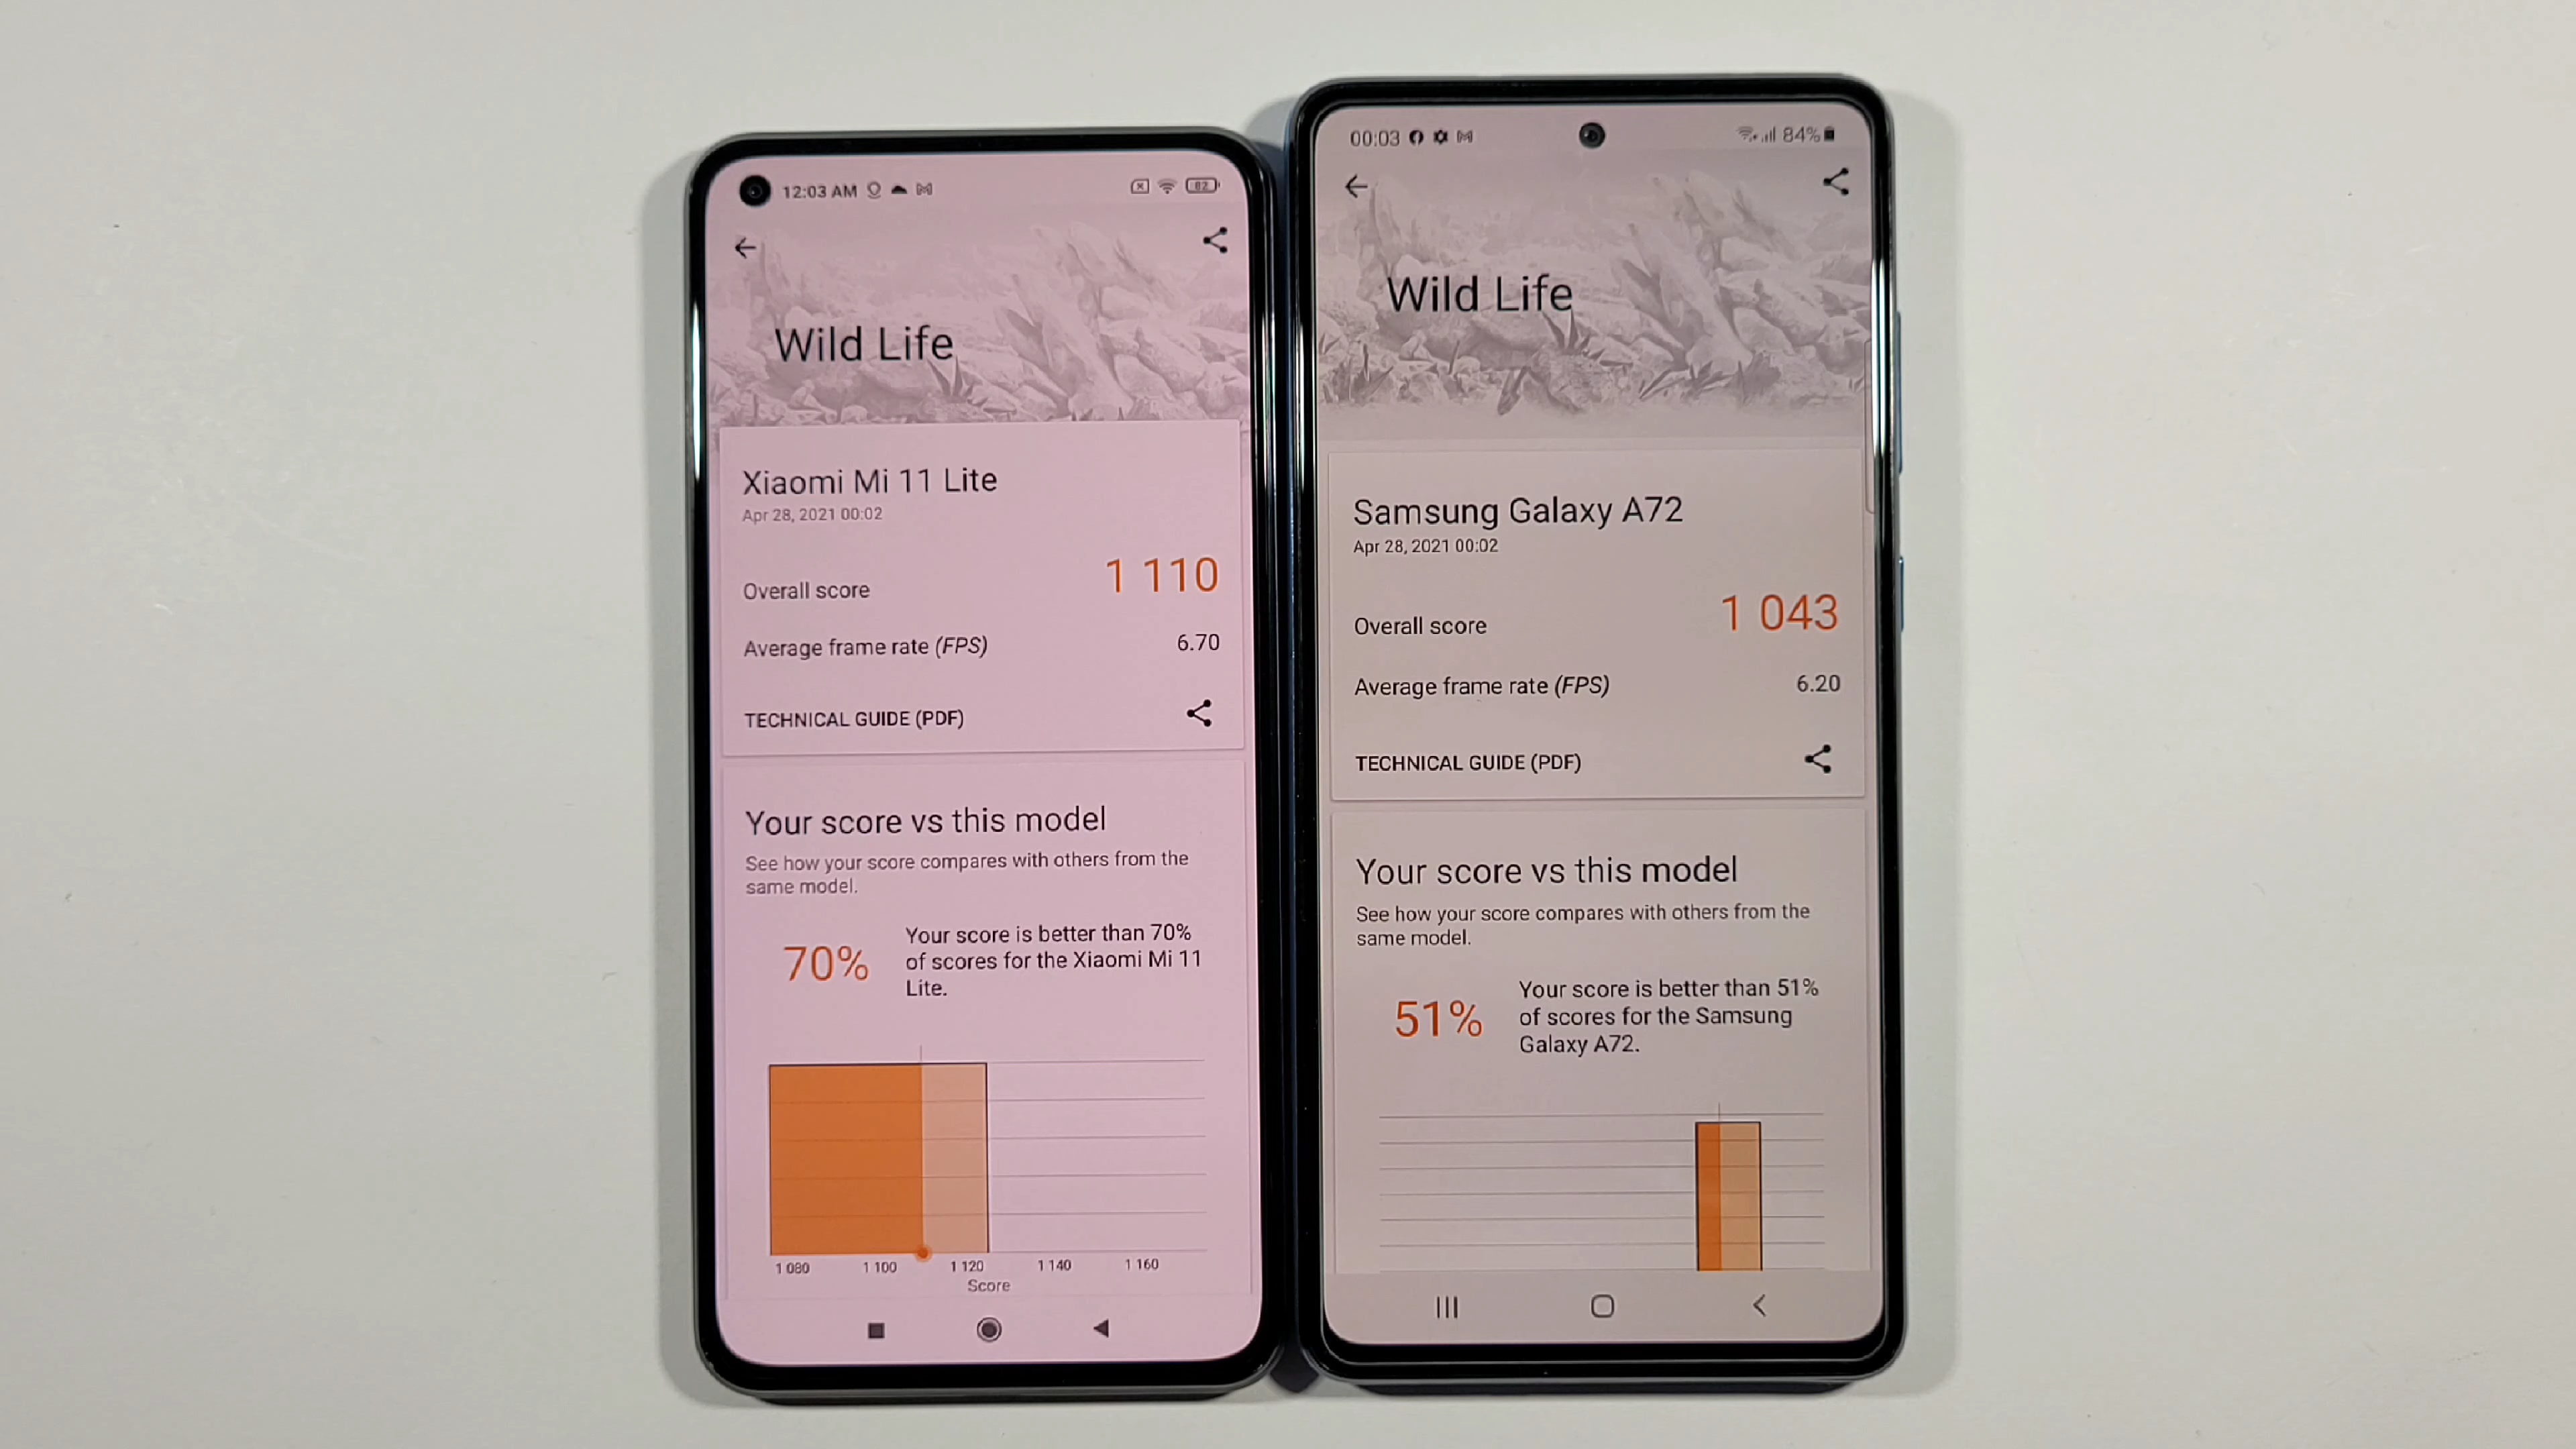 12:03 AM
82
Wild Life
Xiaomi Mi 11 Lite
Apr 28, 2021 00:02
Overall score
1 110
Average frame rate (FPS)
6.70
TECHNICAL GUIDE (PDF)
Your score vs this model
See how your score compares with others from the
same model.
70%
Your score is better than 70%
of scores for the Xiaomi Mi 11
Lite.
1 080 1 100 1 120 1 140 1 160
Score
00:03
84%
Wild Life
Samsung Galaxy A72
Apr 28, 2021 00:02
Overall score
1 043
Average frame rate (FPS)
6.20
TECHNICAL GUIDE (PDF)
Your score vs this model
See how your score compares with others from the
same model.
51%
Your score is better than 51%
of scores for the Samsung
Galaxy A72.